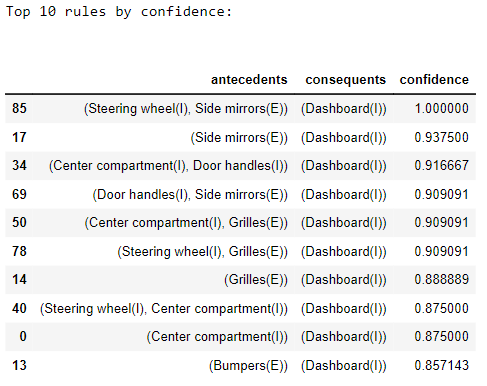 Top 10 rules by confidence:
antecedents consequents confidence
85 (Steering wheel(I), Side mirrors(E)) (Dashboard(I)) 1.000000
17 (Side mirrors(E)) (Dashboard(I)) 0.937500
34 (Center compartment(I), Door handles(I)) (Dashboard(I)) 0.916667
69 (Door handles(I), Side mirrors(E)) (Dashboard(I)) 0.909091
50 (Center compartment(I), Grilles(E)) (Dashboard(I)) 0.909091
78 (Steering wheel(I), Grilles(E)) (Dashboard(I)) 0.909091
14 (Grilles(E)) (Dashboard(I)) 0.888889
40 (Steering wheel(I), Center compartment(I)) (Dashboard(I)) 0.875000
0 (Center compartment(I)) (Dashboard(I)) 0.875000
13 (Bumpers(E)) (Dashboard(I)) 0.857143